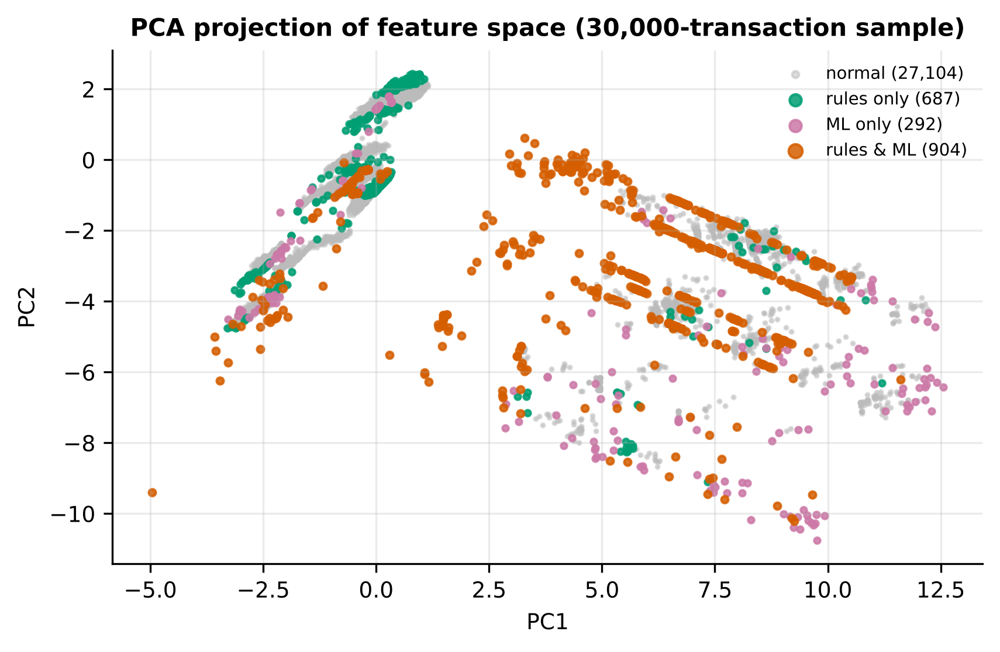 PCA projection of feature space (30,000-transaction sample)
normal (27,104)
rules only (687)
ML only (292)
rules & ML (904)
2
0
−2
−4
−6
−8
−10
PC2
−5.0 −2.5 0.0 2.5 5.0 7.5 10.0 12.5
PC1